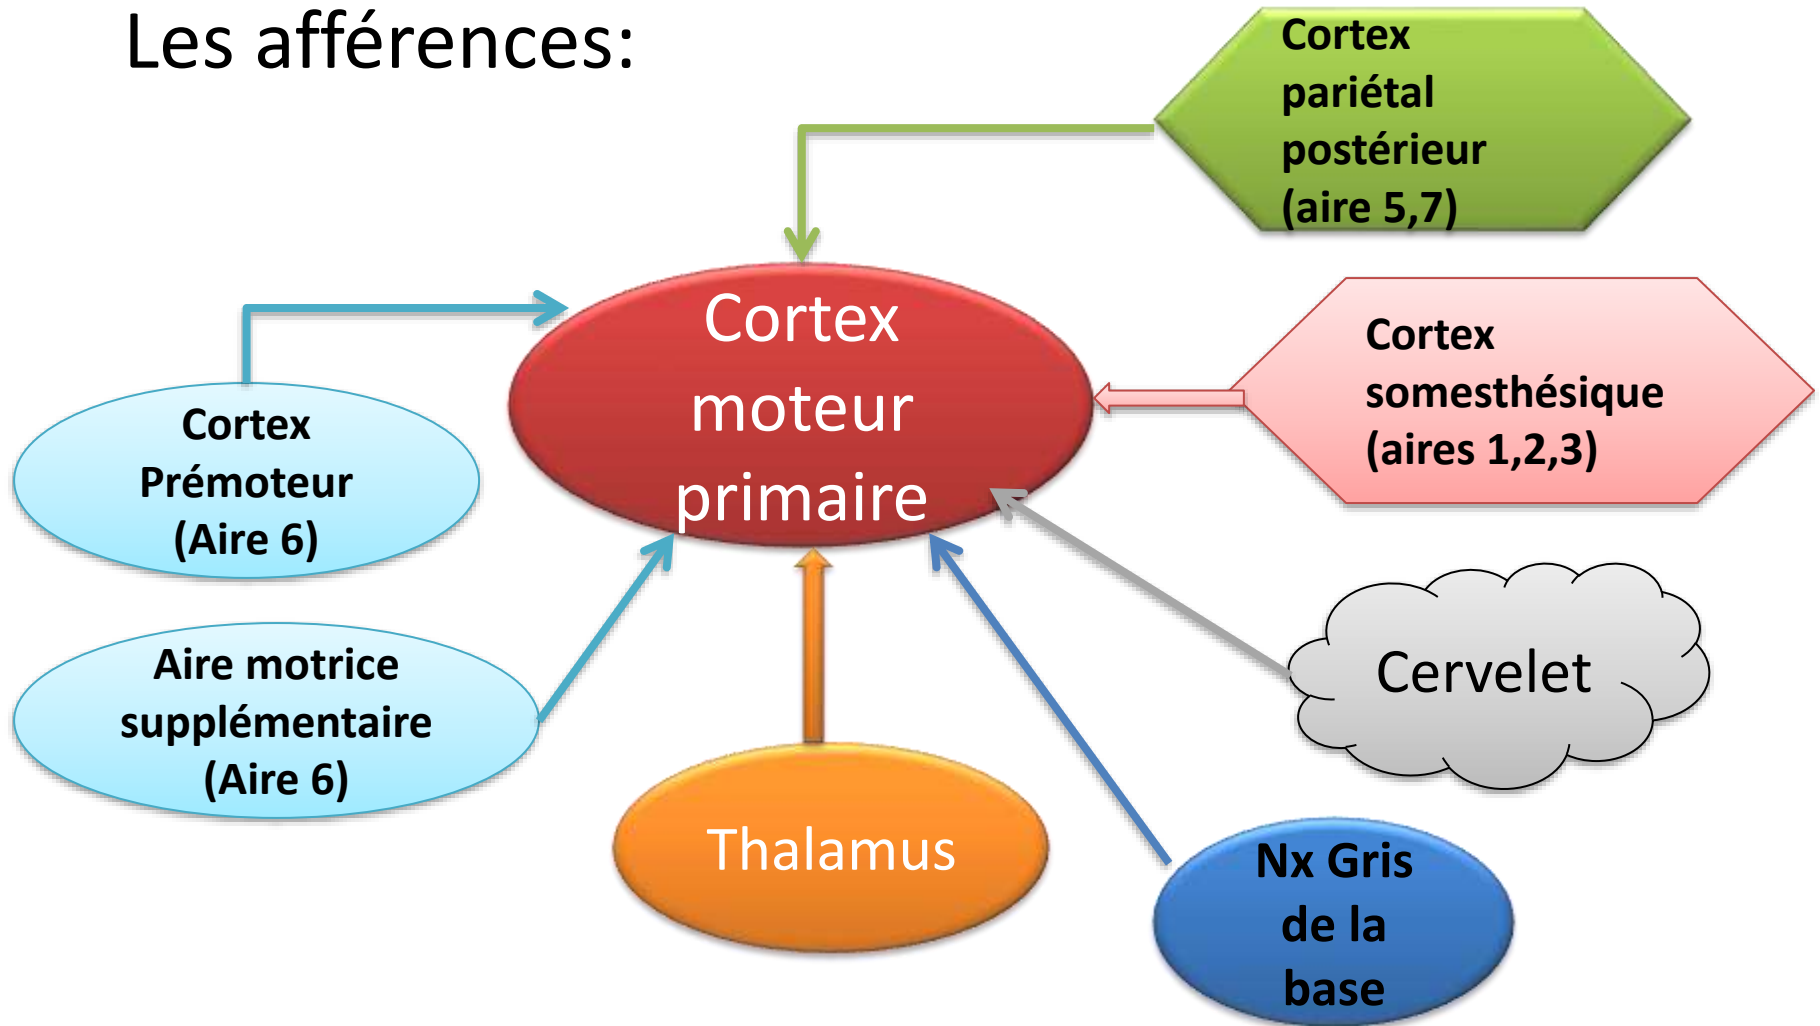 Les afférences:
Cortex
pariétal
postérieur
(aire 5,7)
Cortex
moteur
primaire
Cortex
somesthésique
(aires 1,2,3)
Cortex
Prémoteur
(Aire 6)
Aire motrice
supplémentaire
(Aire 6)
Cervelet
Thalamus
Nx Gris
de la
base